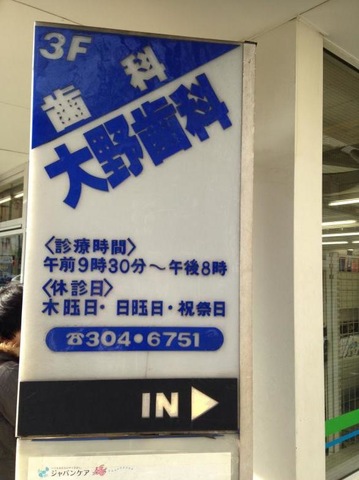 3F
歯科
大野歯科
〈診療時間〉
午前9時30分〜午後8時
〈休診日〉
木旺日・日旺日・祝祭日
☎304•6751
IN ▶
ジャパンケア